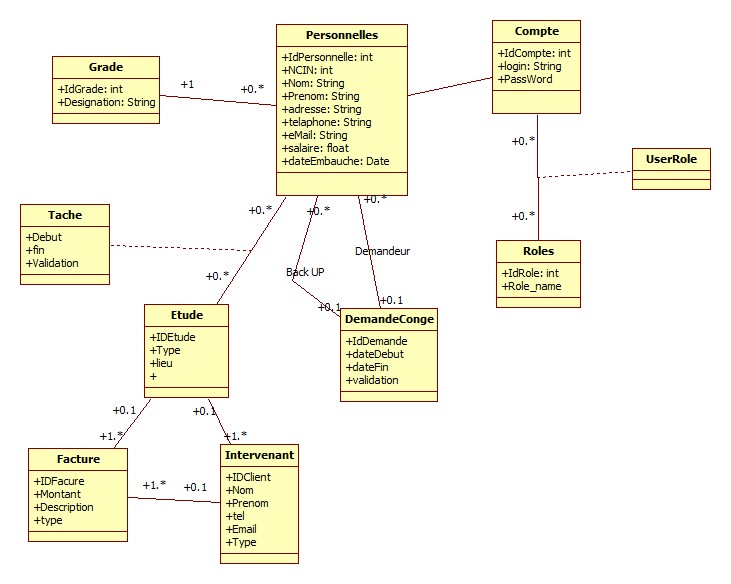 Personnelles
+IdPersonnelle: int
+NCIN: int
+Nom: String
+Prenom: String
+adresse: String
+telaphone: String
+eMail: String
+salaire: float
+dateEmbauche: Date
Compte
+IdCompte: int
+login: String
+PassWord
Grade
+IdGrade: int
+Designation: String
+1
+0.*
+0.*
+0.*
UserRole
Roles
+IdRole: int
+Role_name
Tache
+Debut
+fin
+Validation
+0.*
+0.*
+0.*
+0.*
Back UP
Demandeur
+0.1
+0.1
DemandeConge
+IdDemande
+dateDebut
+dateFin
+validation
Etude
+IDEtude
+Type
+lieu
+
+0.1
+0.1
+1.*
+1.*
Facture
+IDFacure
+Montant
+Description
+type
+1.*
+0.1
Intervenant
+IDClient
+Nom
+Prenom
+tel
+Email
+Type